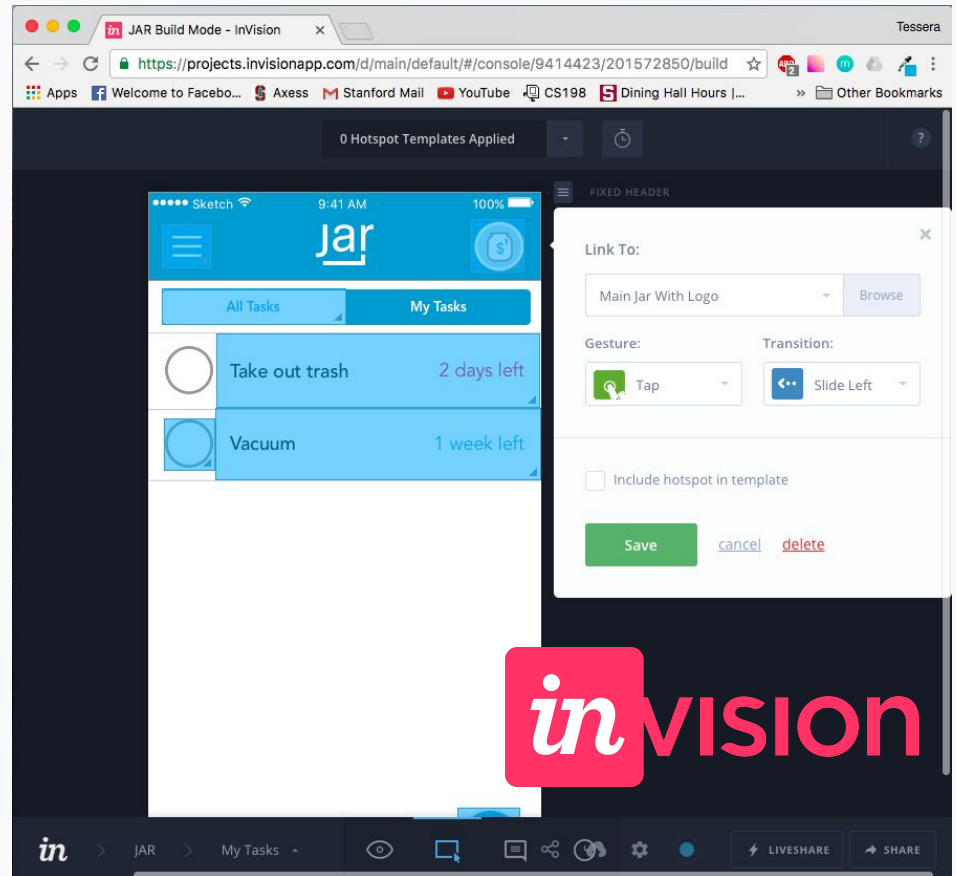 in JAR Build Mode - InVision ×
Tessera
https://projects.invisionapp.com/d/main/default/#/console/9414423/201572850/build
ABP 2 m
Apps f Welcome to Facebo... S Axess M Stanford Mail YouTube CS198 S Dining Hall Hours |... » Other Bookmarks
0 Hotspot Templates Applied
?
FIXED HEADER
Sketch 9:41 AM 100%
Jar
$
All Tasks My Tasks
Take out trash 2 days left
Vacuum 1 week left
×
Link To:
Main Jar With Logo Browse
Gesture: Transition:
Tap Slide Left
Include hotspot in template
Save cancel delete
inVISION
in > JAR > My Tasks LIVESHARE SHARE